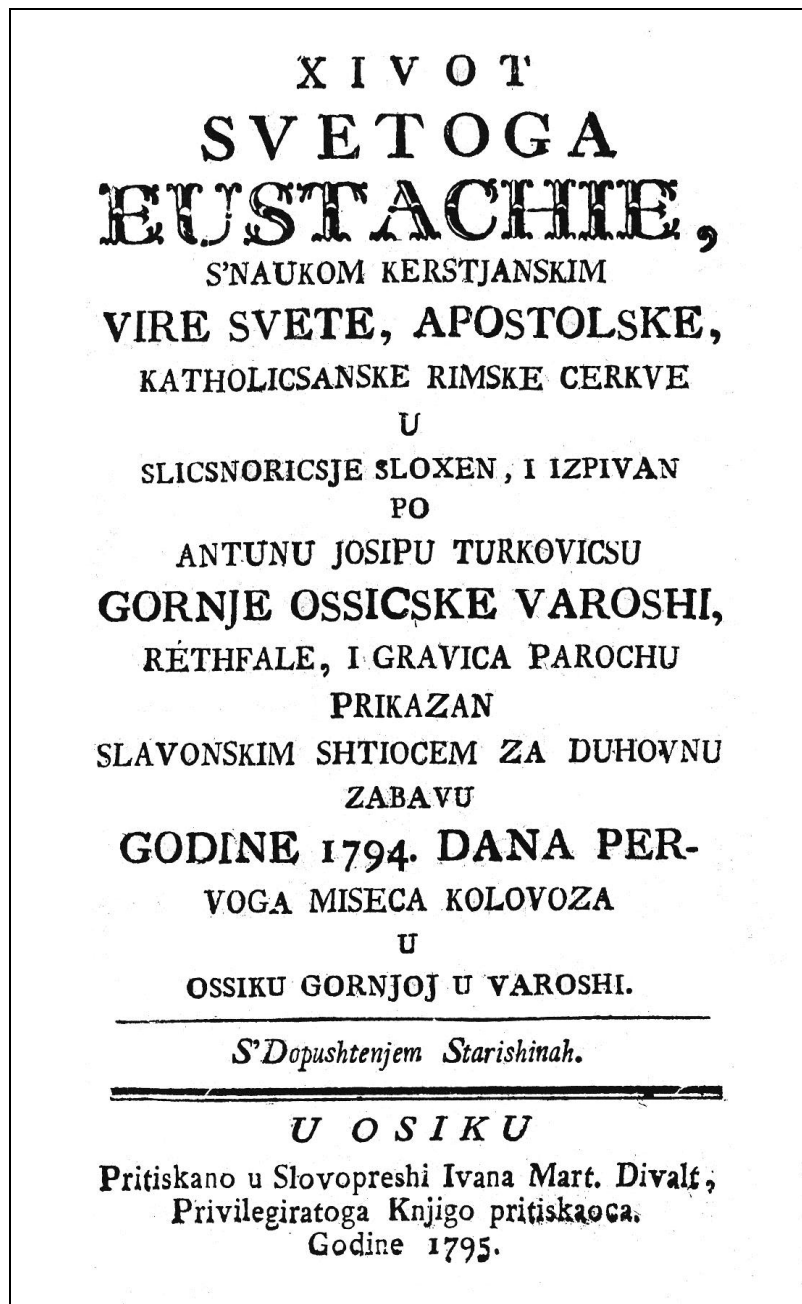 XIVOT
SVETOGA
EUSTACHIE,
S'NAUKOM KERSTJANSKIM
VIRE SVETE, APOSTOLSKE,
KATHOLICSANSKE RIMSKE CERKVE
U
SLICSNORICSJE SLOXEN, I IZPIVAN
PO
ANTUNU JOSIPU TURKOVICSU
GORNJE OSSICSKE VAROSHI,
RÉTHFALE, I GRAVICA PAROCHU
PRIKAZAN
SLAVONSKIM SHTIOCEM ZA DUHOVNU
ZABAVU
GODINE 1794. DANA PER-
VOGA MISECA KOLOVOZA
U
OSSIKU GORNJOJ U VAROSHI.
S'Dopushtenjem Starishinah.
U OSIKU
Pritiskano u Slovopreshi Ivana Mart. Divalt,
Privilegiratoga Knjigo pritiskaoca.
Godine 1795.